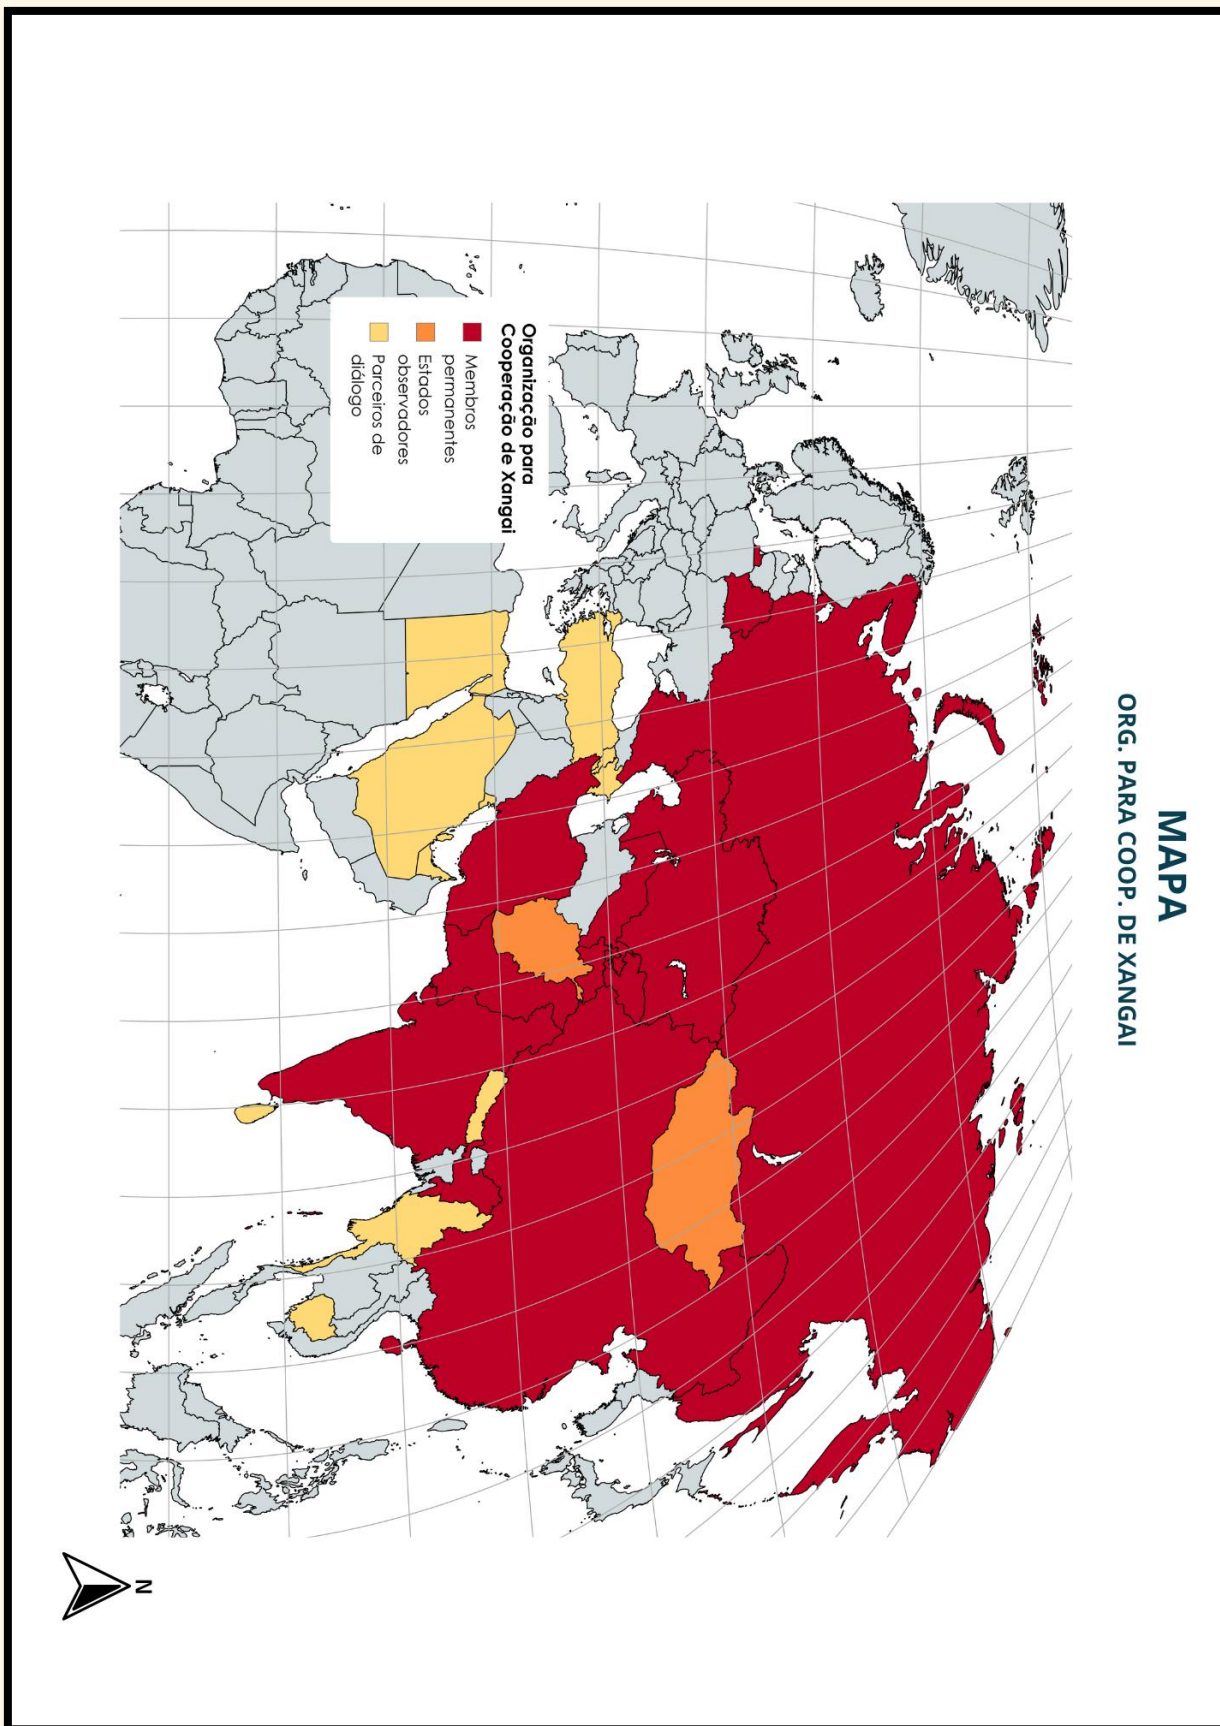 MAPA
ORG. PARA COOP. DE XANGAI
Organização para
Cooperação de Xangai
Membros
permanentes
Estados
observadores
Parceiros de
diálogo
N